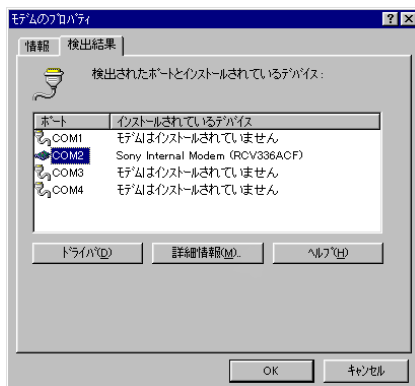 モデムのプロパティ
情報 検出結果
検出されたポートとインストールされているデバイス:
ポート インストールされているデバイス
COM1 モデムはインストールされていません
COM2 Sony Internal Modem (RCV336ACF)
COM3 モデムはインストールされていません
COM4 モデムはインストールされていません
ドライバ(D) 詳細情報(M)... ヘルプ(H)
OK キャンセル